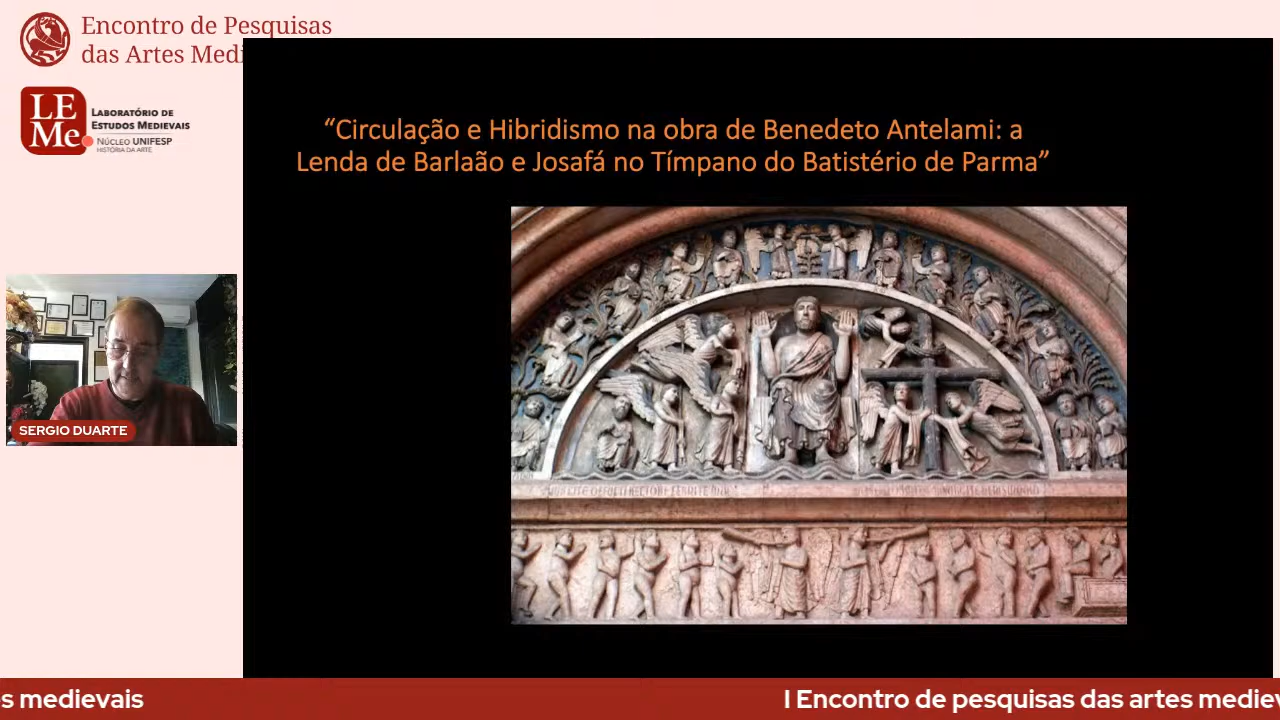 Encontro de Pesquisas
das Artes Medi
LE
Me
LABORATÓRIO DE
ESTUDOS MEDIEVAIS
NÚCLEO UNIFESP
HISTÓRIA DA ARTE
“Circulação e Hibridismo na obra de Benedeto Antelami: a
Lenda de Barlaão e Josafá no Tímpano do Batistério de Parma”
SERGIO DUARTE
s medievais
I Encontro de pesquisas das artes mediev